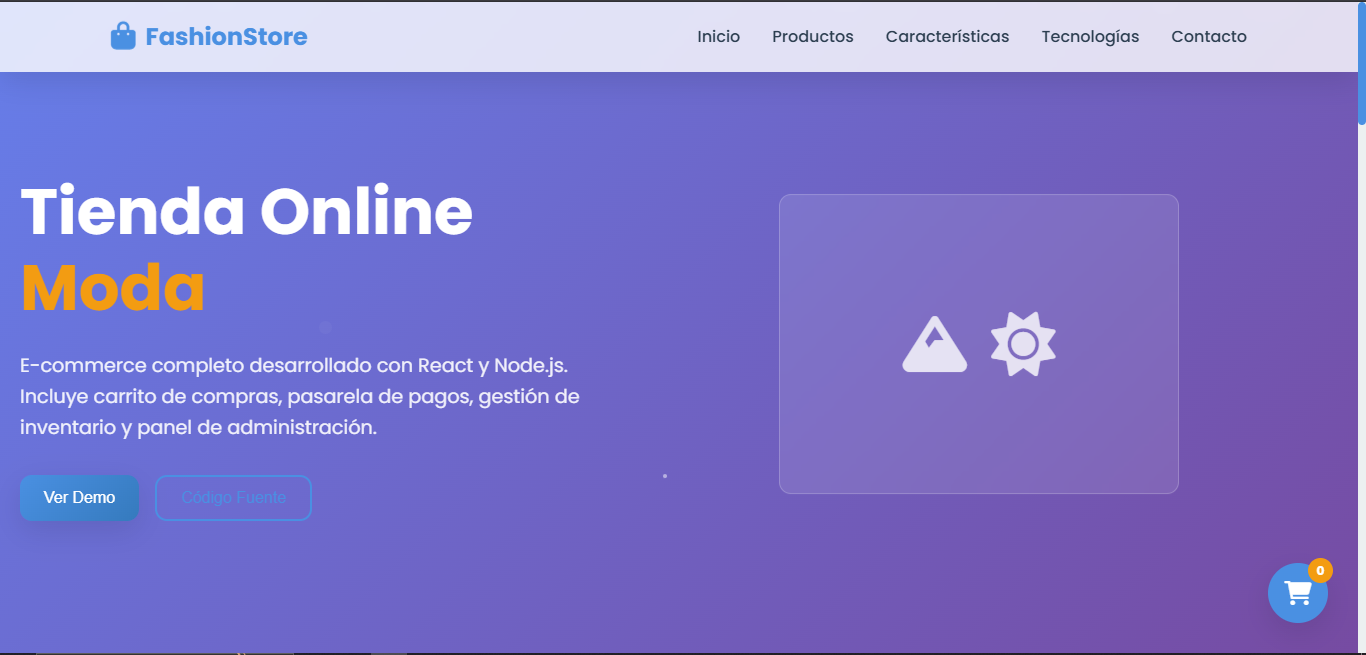 FashionStore
Inicio
Productos
Características
Tecnologías
Contacto
Tienda Online
Moda
E-commerce completo desarrollado con React y Node.js.
Incluye carrito de compras, pasarela de pagos, gestión de
inventario y panel de administración.
Ver Demo
Código Fuente
0